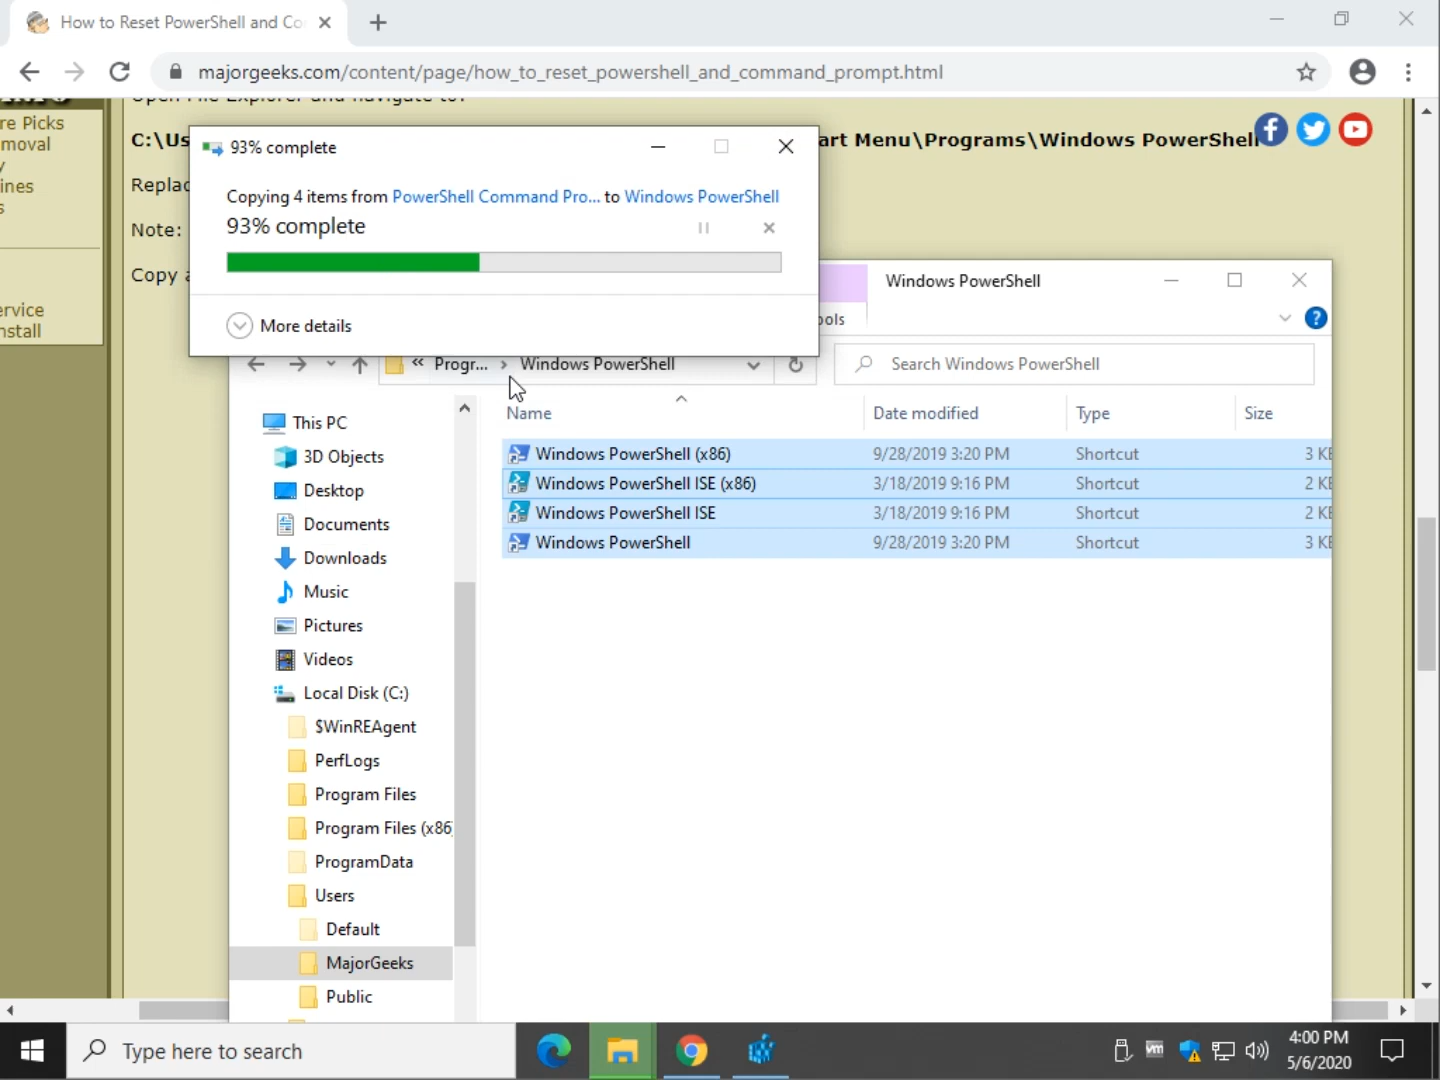 How to Reset PowerShell and Co
majorgeeks.com/content/page/how_to_reset_powershell_and_command_prompt.html
re Picks
moval
y
ines
s
ervice
nstall
C:\Us
art Menu\Programs\Windows PowerShell
Replac
Note:
Copy a
93% complete
Copying 4 items from PowerShell Command Pro... to Windows PowerShell
93% complete
More details
Windows PowerShell
ools
« Progr... › Windows PowerShell
Search Windows PowerShell
Name Date modified Type Size
Windows PowerShell (x86) 9/28/2019 3:20 PM Shortcut 3 KE
Windows PowerShell ISE (x86) 3/18/2019 9:16 PM Shortcut 2 KE
Windows PowerShell ISE 3/18/2019 9:16 PM Shortcut 2 KE
Windows PowerShell 9/28/2019 3:20 PM Shortcut 3 KE
This PC
3D Objects
Desktop
Documents
Downloads
Music
Pictures
Videos
Local Disk (C:)
$WinREAgent
PerfLogs
Program Files
Program Files (x86)
ProgramData
Users
Default
MajorGeeks
Public
Type here to search
vm
4:00 PM
5/6/2020